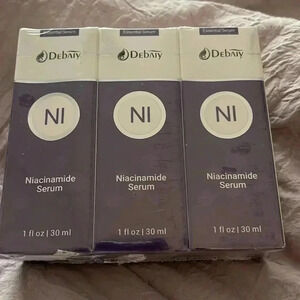 Essential Serum
Essential Serum
Essential Serum
Debaiy
Debaiy
Debaiy
NI
NI
NI
Niacinamide
Serum
Niacinamide
Serum
Niacinamide
Serum
1 fl oz | 30 ml
1 fl oz | 30 ml
1 fl oz | 30 ml